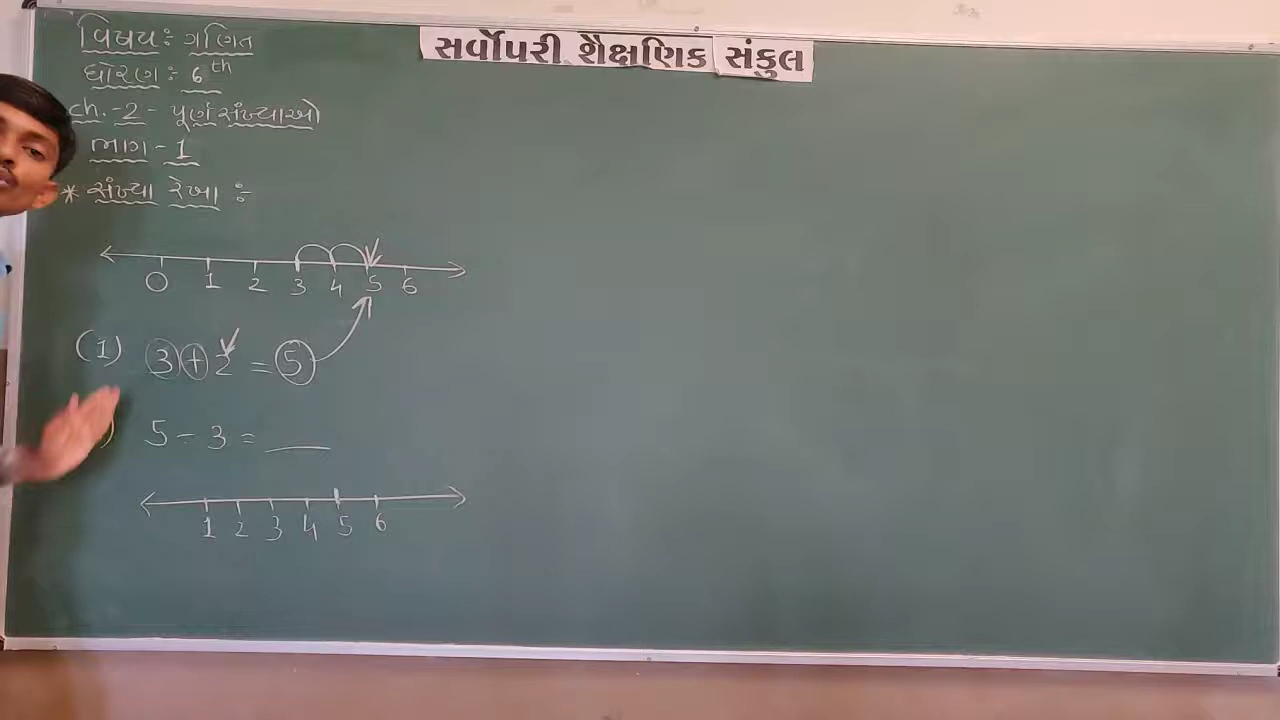 સર્વોપરી શૈક્ષણિક સંકુલ
વિષય : ગણિત
ધોરણ : 6th
ch. -2 - પૂર્ણ સંખ્યાઓ
ભાગ - 1
* સંખ્યા રેખા :-
0 1 2 3 4 5 6
(1) 3 + 2 = 5
) 5 - 3 = ___
1 2 3 4 5 6